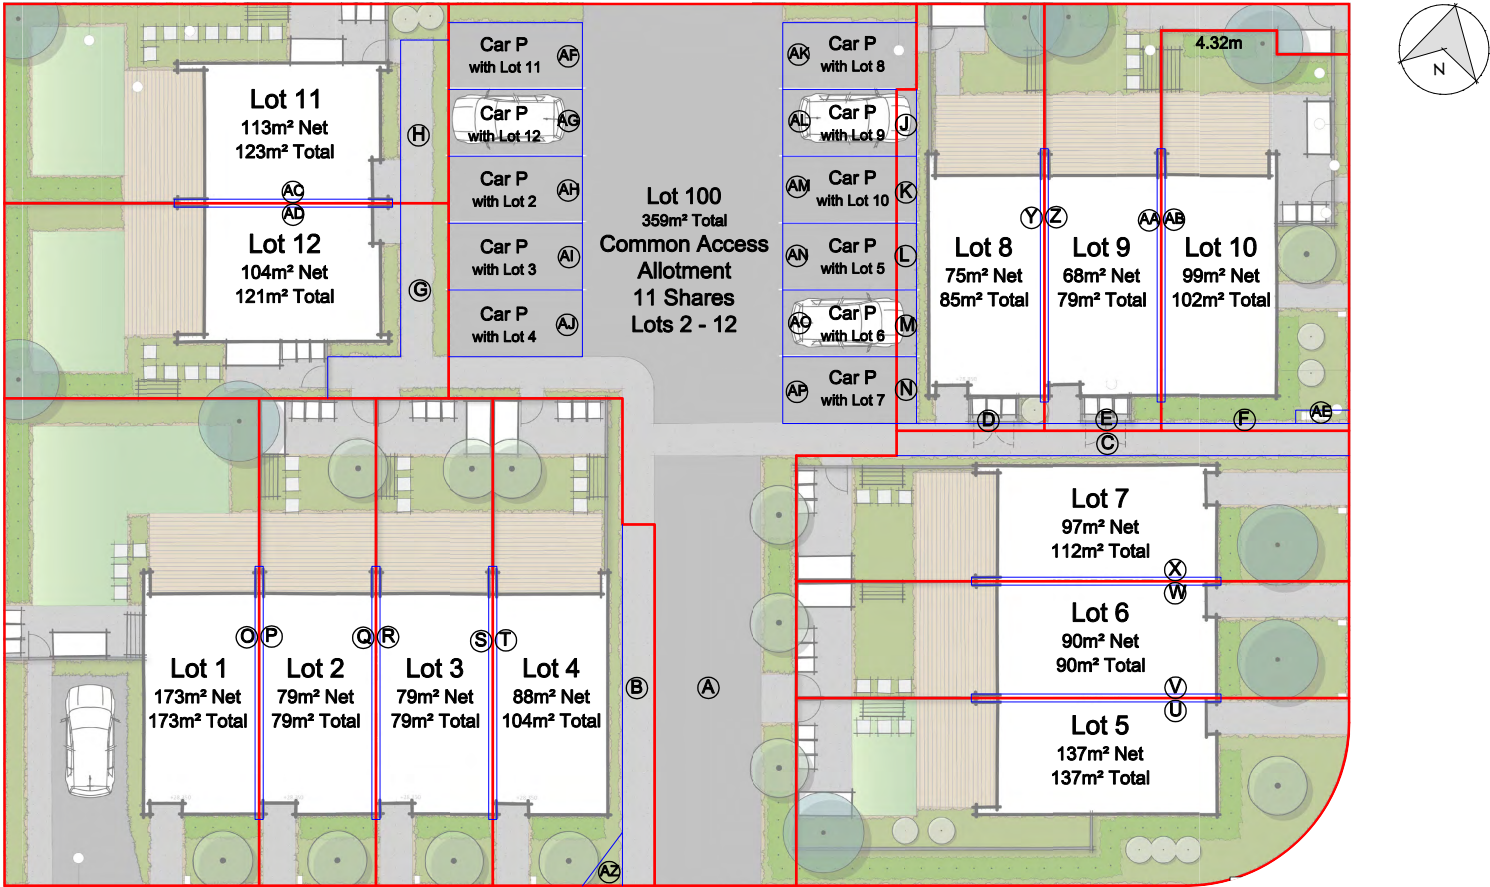 Lot 11
113m² Net
123m² Total
AC
AD
Lot 12
104m² Net
121m² Total
H
G
Car P
with Lot 11
AF
Car P
with Lot 12
AG
Car P
with Lot 2
AH
Car P
with Lot 3
AI
Car P
with Lot 4
AJ
Lot 100
359m² Total
Common Access
Allotment
11 Shares
Lots 2 - 12
AK
Car P
with Lot 8
AL
Car P
with Lot 9
J
AM
Car P
with Lot 10
K
AN
Car P
with Lot 5
L
AO
Car P
with Lot 6
M
AP
Car P
with Lot 7
N
4.32m
N
Y
Z
AA
AB
Lot 8
75m² Net
85m² Total
Lot 9
68m² Net
79m² Total
Lot 10
99m² Net
102m² Total
D
E
F
AE
C
Lot 7
97m² Net
112m² Total
X
W
Lot 6
90m² Net
90m² Total
V
U
Lot 5
137m² Net
137m² Total
O
P
Q
R
S
T
Lot 1
173m² Net
173m² Total
Lot 2
79m² Net
79m² Total
Lot 3
79m² Net
79m² Total
Lot 4
88m² Net
104m² Total
B
A
AZ